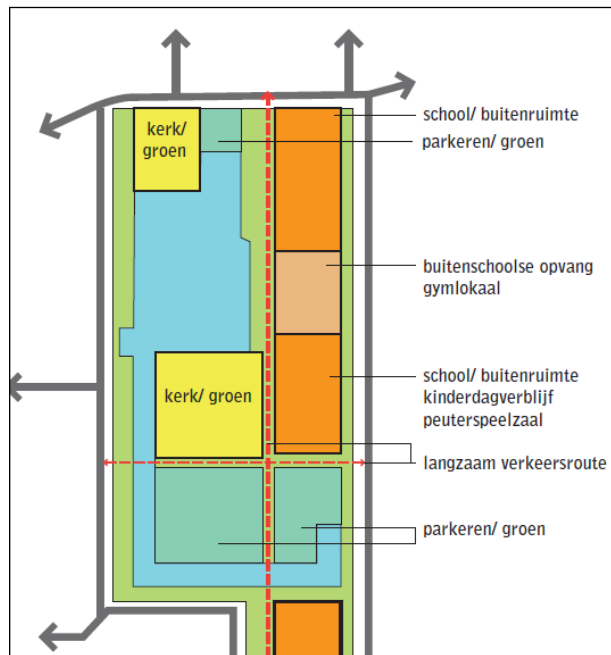 kerk/
groen
school/ buitenruimte
parkeren/ groen
buitenschoolse opvang
gymlokaal
kerk/ groen
school/ buitenruimte
kinderdagverblijf
peuterspeelzaal
langzaam verkeersroute
parkeren/ groen